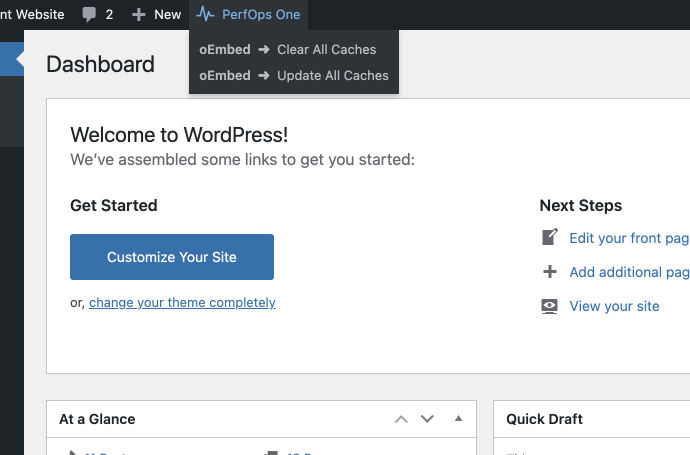 nt Website 2 New PerfOps One
oEmbed ➜ Clear All Caches
oEmbed ➜ Update All Caches
Dashboard
Welcome to WordPress!
We've assembled some links to get you started:
Get Started
Customize Your Site
or, change your theme completely
Next Steps
Edit your front pag
Add additional pag
View your site
At a Glance
Quick Draft